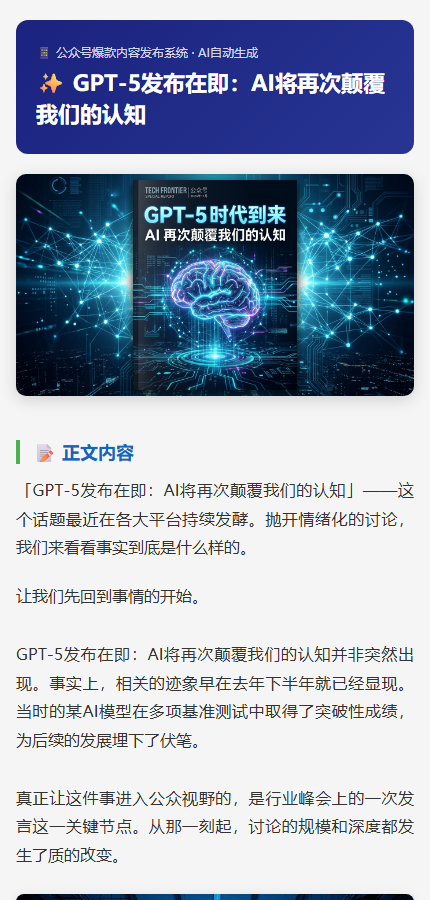 公众号爆款内容发布系统 · AI自动生成
GPT-5发布在即：AI将再次颠覆
我们的认知
TECH FRONTIER
公众号
SPECIAL REPORT
GPT-5时代到来
AI 再次颠覆我们的认知
正文内容
「GPT-5发布在即：AI将再次颠覆我们的认知」——这
个话题最近在各大平台持续发酵。抛开情绪化的讨论，
我们来看看事实到底是什么样的。
让我们先回到事情的开始。
GPT-5发布在即：AI将再次颠覆我们的认知并非突然出
现。事实上，相关的迹象早在去年下半年就已经显现。
当时的某AI模型在多项基准测试中取得了突破性成绩，
为后续的发展埋下了伏笔。
真正让这件事进入公众视野的，是行业峰会上的一次发
言这一关键节点。从那一刻起，讨论的规模和深度都发
生了质的改变。